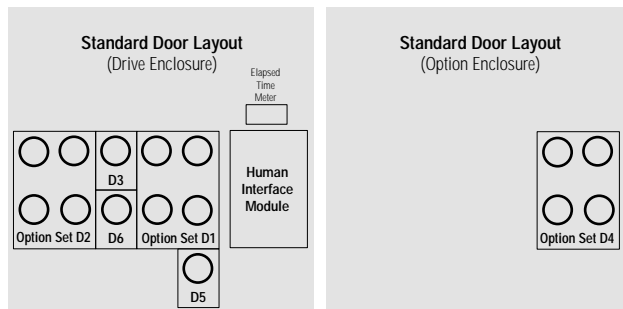 Standard Door Layout
(Drive Enclosure)
Elapsed
Time
Meter
D3
Human
Interface
Module
Option Set D2
D6
Option Set D1
D5
Standard Door Layout
(Option Enclosure)
Option Set D4